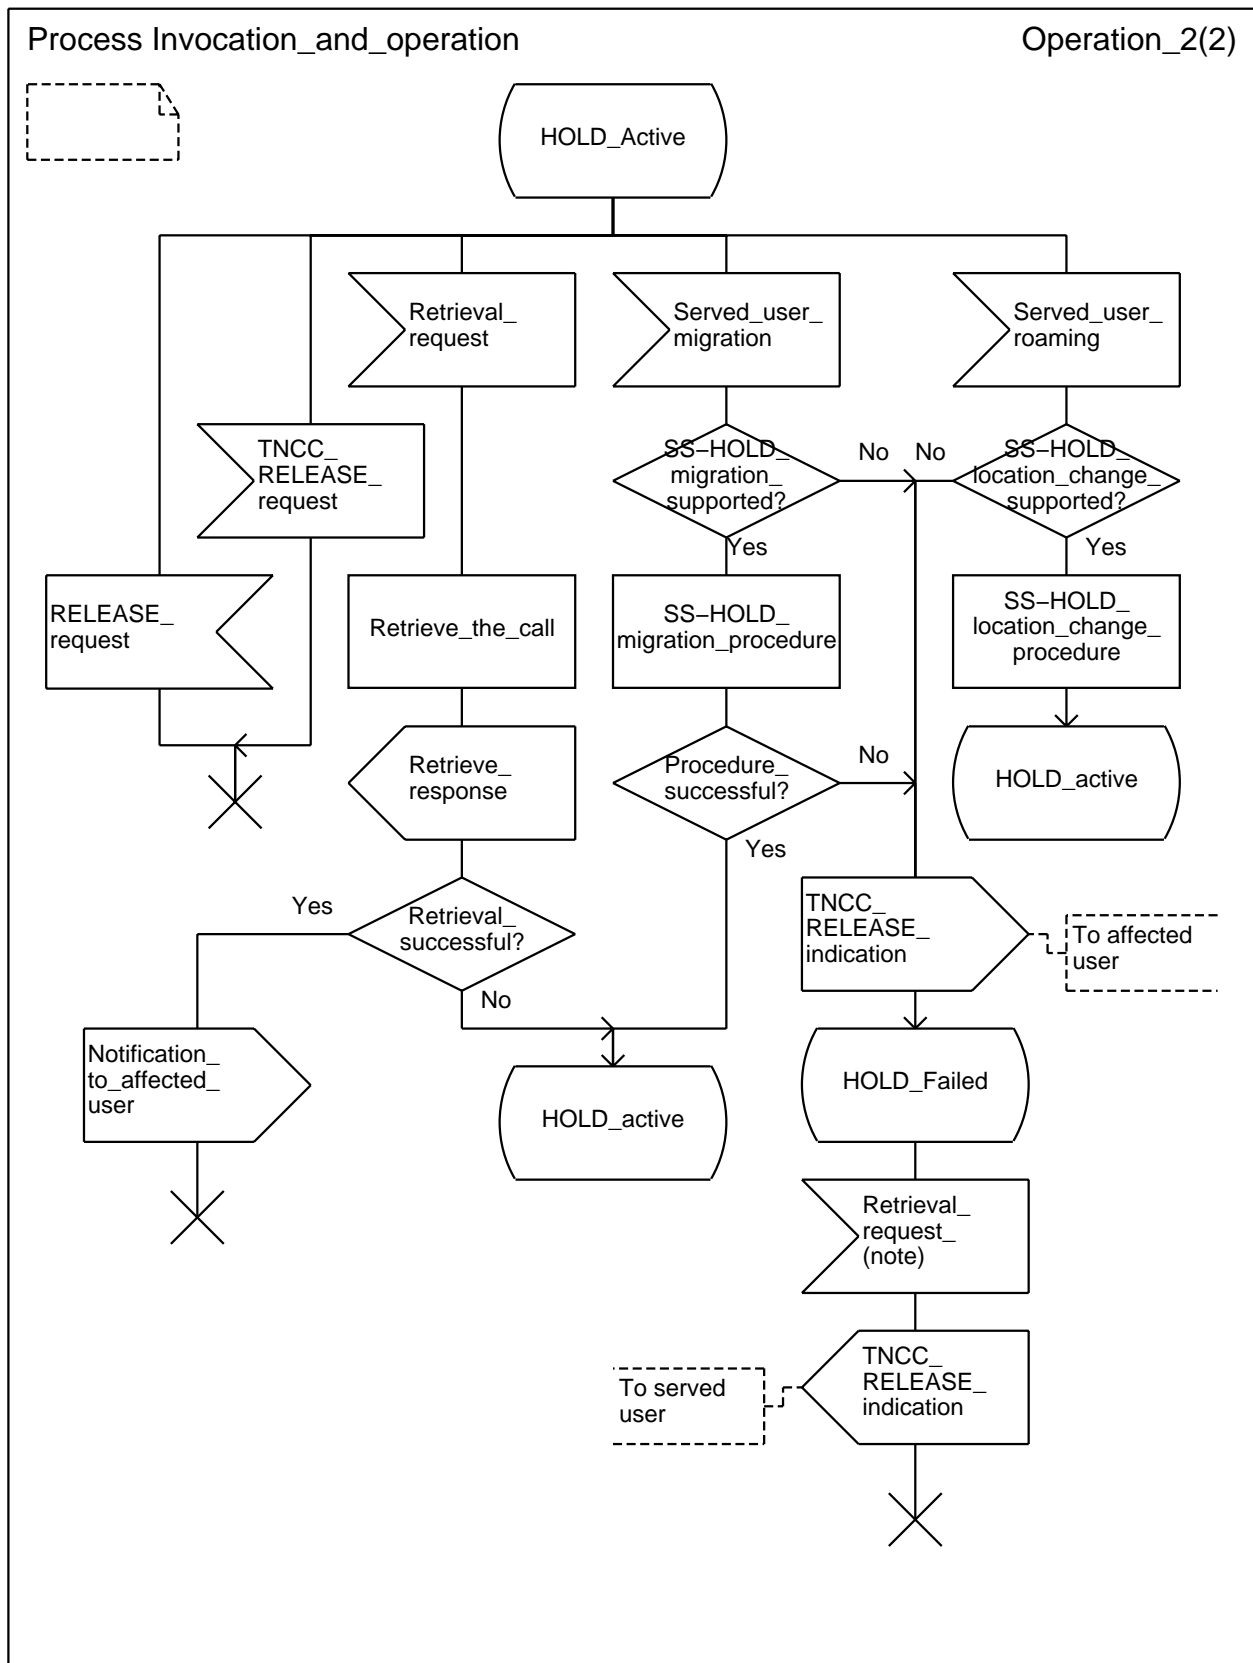 Process Invocation_and_operation
Operation_2(2)
HOLD_Active
Retrieval_
request
Served_user_
migration
Served_user_
roaming
TNCC_
RELEASE_
request
SS–HOLD_
migration_
supported?
No
No
SS–HOLD_
location_change_
supported?
Yes
Yes
RELEASE_
request
Retrieve_the_call
SS–HOLD_
migration_procedure
SS–HOLD_
location_change_
procedure
Retrieve_
response
Procedure_
successful?
No
HOLD_active
Yes
Yes
Retrieval_
successful?
TNCC_
RELEASE_
indication
To affected
user
No
Notification_
to_affected_
user
HOLD_active
HOLD_Failed
Retrieval_
request_
(note)
To served
user
TNCC_
RELEASE_
indication